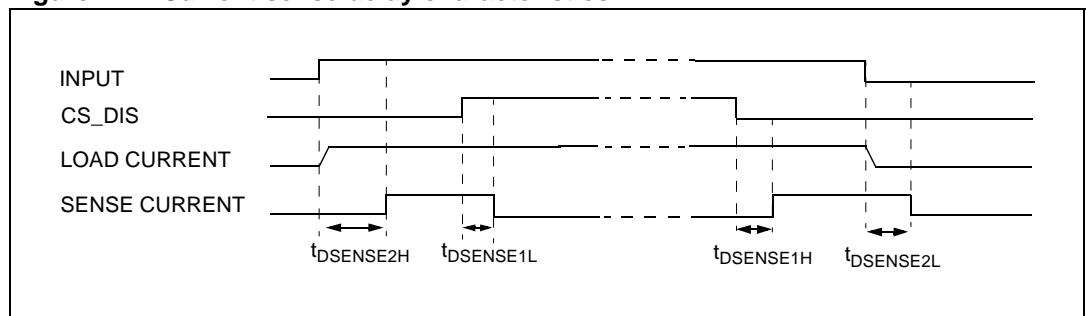 INPUT
CS_DIS
LOAD CURRENT
SENSE CURRENT
tDSENSE2H tDSENSE1L tDSENSE1H tDSENSE2L